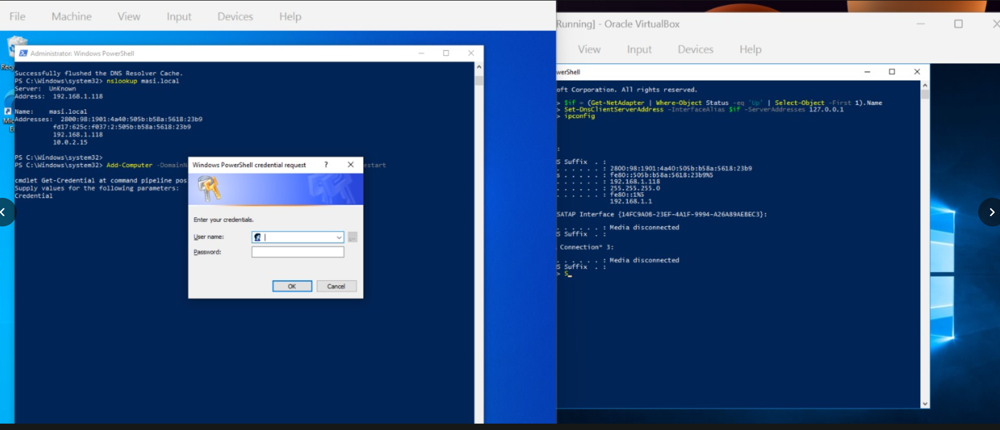 File Machine View Input Devices Help
Recy
Mic
E
Administrator: Windows PowerShell
Successfully flushed the DNS Resolver Cache.
PS C:\Windows\system32> nslookup masi.local
Server: UnKnown
Address: 192.168.1.118
Name: masi.local
Addresses: 2800:98:1901:4a40:505b:b58a:5618:23b9
fd17:625c:f037:2:505b:b58a:5618:23b9
192.168.1.118
10.0.2.15
PS C:\Windows\system32>
PS C:\Windows\system32> Add-Computer -DomainN estart
cmdlet Get-Credential at command pipeline pos
Supply values for the following parameters:
Credential
Windows PowerShell credential request ?
Enter your credentials.
User name:
...
Password:
OK Cancel
Running] - Oracle VirtualBox
View Input Devices Help
werShell
oft Corporation. All rights reserved.
> $if = (Get-NetAdapter | Where-Object Status -eq 'Up' | Select-Object -First 1).Name
> Set-DnsClientServerAddress -InterfaceAlias $if -ServerAddresses 127.0.0.1
> ipconfig
:
S Suffix . :
. . . . . . : 2800:98:1901:4a40:505b:b58a:5618:23b9
s . . . . . : fe80::505b:b58a:5618:23b9%5
. . . . . . : 192.168.1.118
. . . . . . : 255.255.255.0
. . . . . . : fe80::1%5
192.168.1.1
SATAP Interface {14FC9A0B-23EF-4A1F-9994-A26A89AEBEC3}:
. . . . . . : Media disconnected
S Suffix . :
Connection* 3:
. . . . . . : Media disconnected
S Suffix . :
> S_